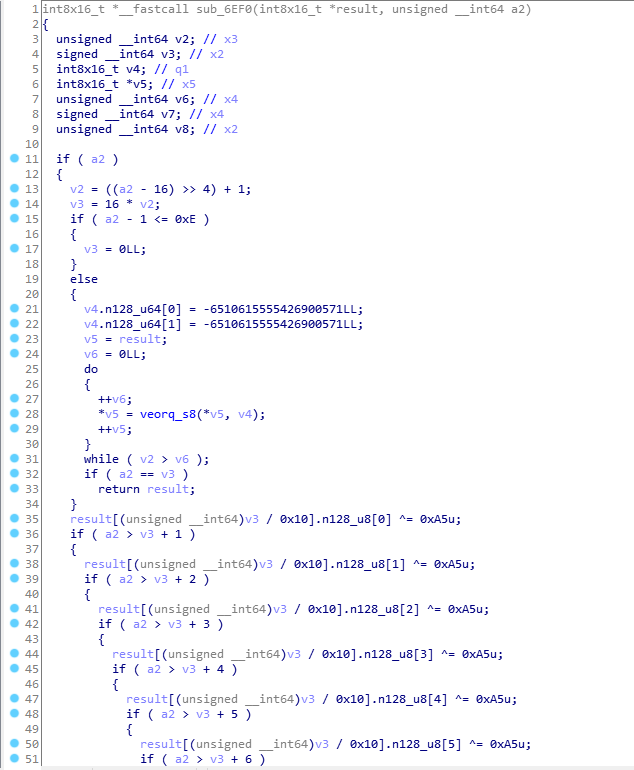 1 int8x16_t *__fastcall sub_6EF0(int8x16_t *result, unsigned __int64 a2)
2 {
3 unsigned __int64 v2; // x3
4 signed __int64 v3; // x2
5 int8x16_t v4; // q1
6 int8x16_t *v5; // x5
7 unsigned __int64 v6; // x4
8 signed __int64 v7; // x4
9 unsigned __int64 v8; // x2
10
11 if ( a2 )
12 {
13 v2 = ((a2 - 16) >> 4) + 1;
14 v3 = 16 * v2;
15 if ( a2 - 1 <= 0xE )
16 {
17 v3 = 0LL;
18 }
19 else
20 {
21 v4.n128_u64[0] = -6510615555426900571LL;
22 v4.n128_u64[1] = -6510615555426900571LL;
23 v5 = result;
24 v6 = 0LL;
25 do
26 {
27 ++v6;
28 *v5 = veorq_s8(*v5, v4);
29 ++v5;
30 }
31 while ( v2 > v6 );
32 if ( a2 == v3 )
33 return result;
34 }
35 result[(unsigned __int64)v3 / 0x10].n128_u8[0] ^= 0xA5u;
36 if ( a2 > v3 + 1 )
37 {
38 result[(unsigned __int64)v3 / 0x10].n128_u8[1] ^= 0xA5u;
39 if ( a2 > v3 + 2 )
40 {
41 result[(unsigned __int64)v3 / 0x10].n128_u8[2] ^= 0xA5u;
42 if ( a2 > v3 + 3 )
43 {
44 result[(unsigned __int64)v3 / 0x10].n128_u8[3] ^= 0xA5u;
45 if ( a2 > v3 + 4 )
46 {
47 result[(unsigned __int64)v3 / 0x10].n128_u8[4] ^= 0xA5u;
48 if ( a2 > v3 + 5 )
49 {
50 result[(unsigned __int64)v3 / 0x10].n128_u8[5] ^= 0xA5u;
51 if ( a2 > v3 + 6 )